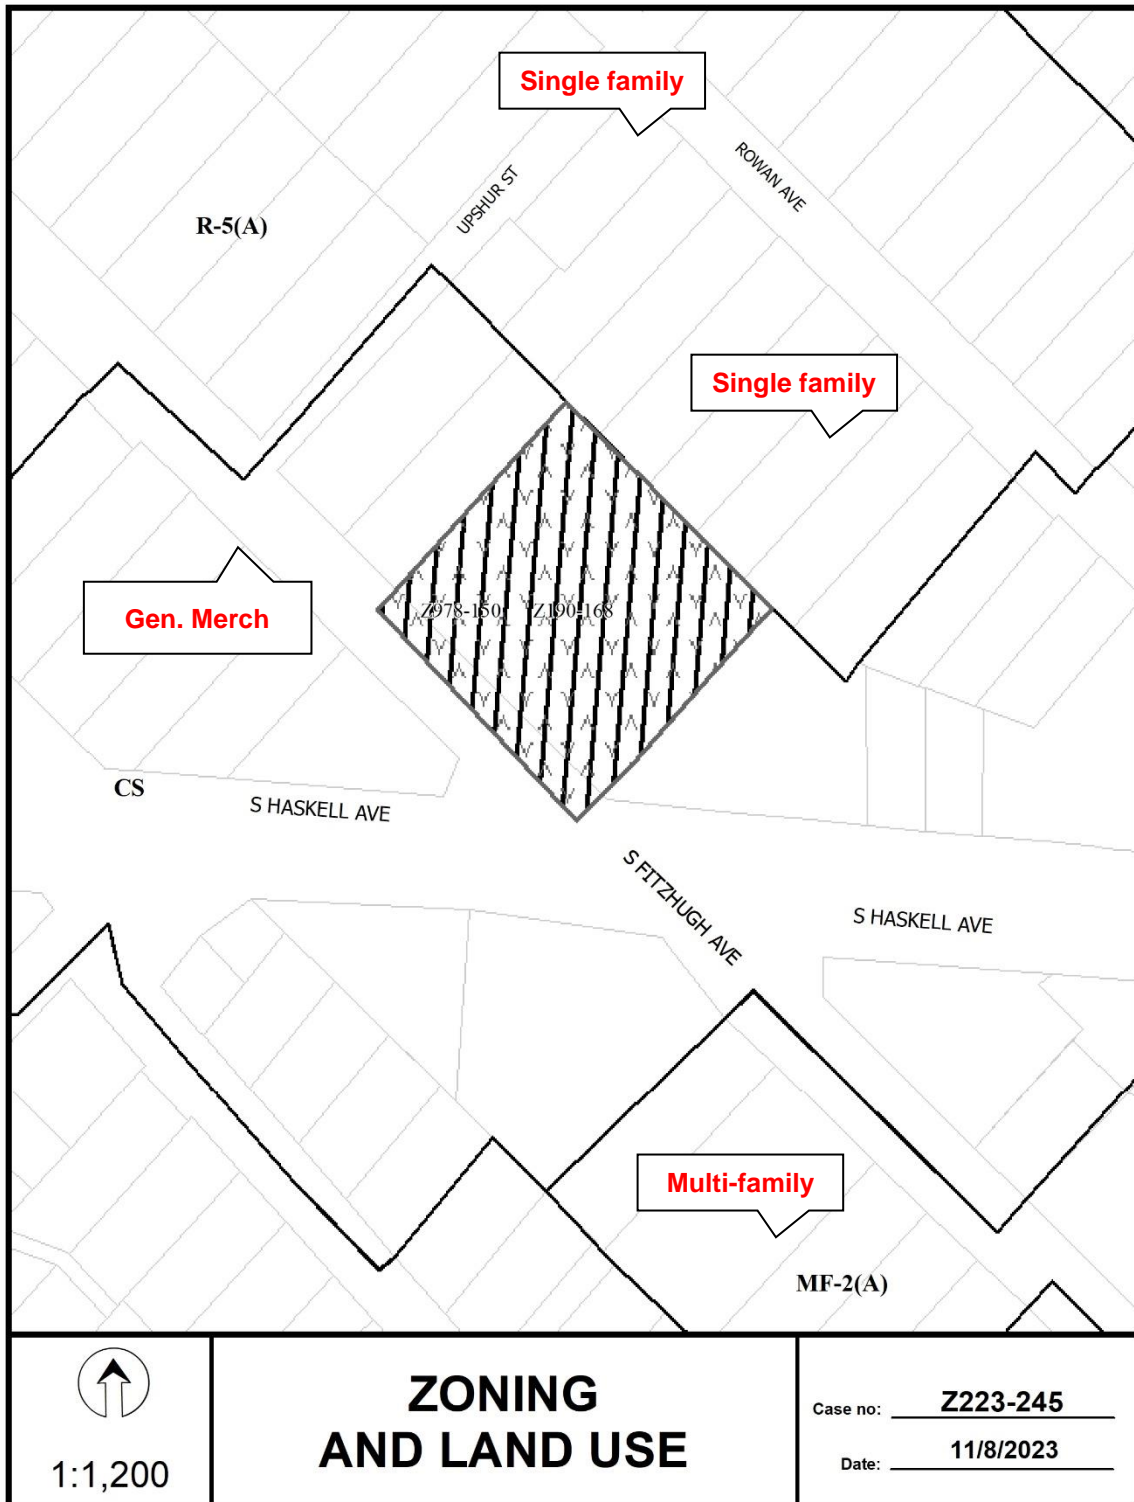 Single family
ROWAN AVE
UPSHUR ST
R-5(A)
Single family
Gen. Merch
Z978-150
Z190-168
CS
S HASKELL AVE
S FITZHUGH AVE
S HASKELL AVE
Multi-family
MF-2(A)
1:1,200
ZONING
AND LAND USE
Case no: Z223-245
Date: 11/8/2023